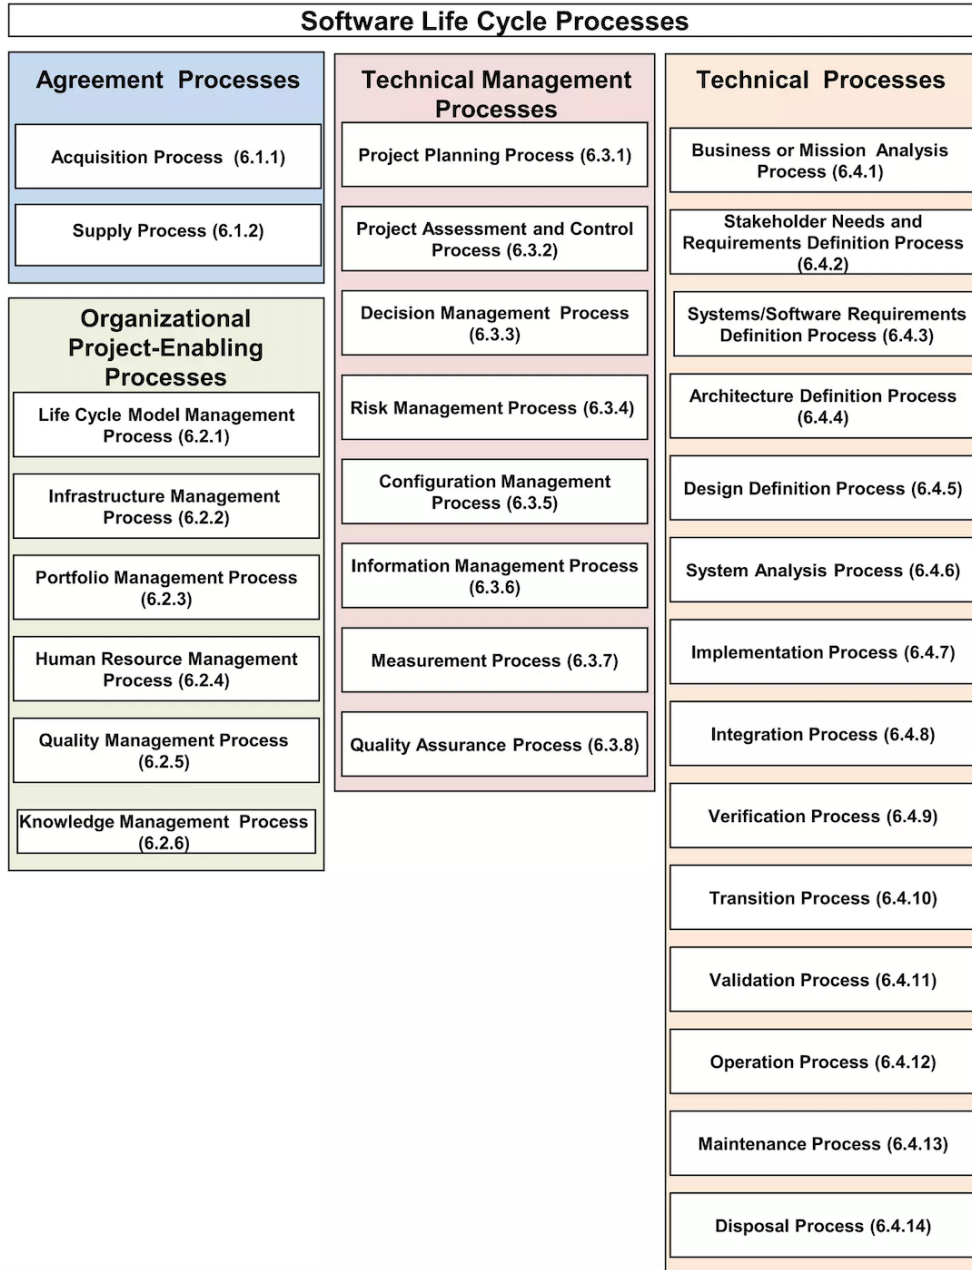 Software Life Cycle Processes
Agreement Processes
Acquisition Process (6.1.1)
Supply Process (6.1.2)
Organizational
Project-Enabling
Processes
Life Cycle Model Management
Process (6.2.1)
Infrastructure Management
Process (6.2.2)
Portfolio Management Process
(6.2.3)
Human Resource Management
Process (6.2.4)
Quality Management Process
(6.2.5)
Knowledge Management Process
(6.2.6)
Technical Management
Processes
Project Planning Process (6.3.1)
Project Assessment and Control
Process (6.3.2)
Decision Management Process
(6.3.3)
Risk Management Process (6.3.4)
Configuration Management
Process (6.3.5)
Information Management Process
(6.3.6)
Measurement Process (6.3.7)
Quality Assurance Process (6.3.8)
Technical Processes
Business or Mission Analysis
Process (6.4.1)
Stakeholder Needs and
Requirements Definition Process
(6.4.2)
Systems/Software Requirements
Definition Process (6.4.3)
Architecture Definition Process
(6.4.4)
Design Definition Process (6.4.5)
System Analysis Process (6.4.6)
Implementation Process (6.4.7)
Integration Process (6.4.8)
Verification Process (6.4.9)
Transition Process (6.4.10)
Validation Process (6.4.11)
Operation Process (6.4.12)
Maintenance Process (6.4.13)
Disposal Process (6.4.14)